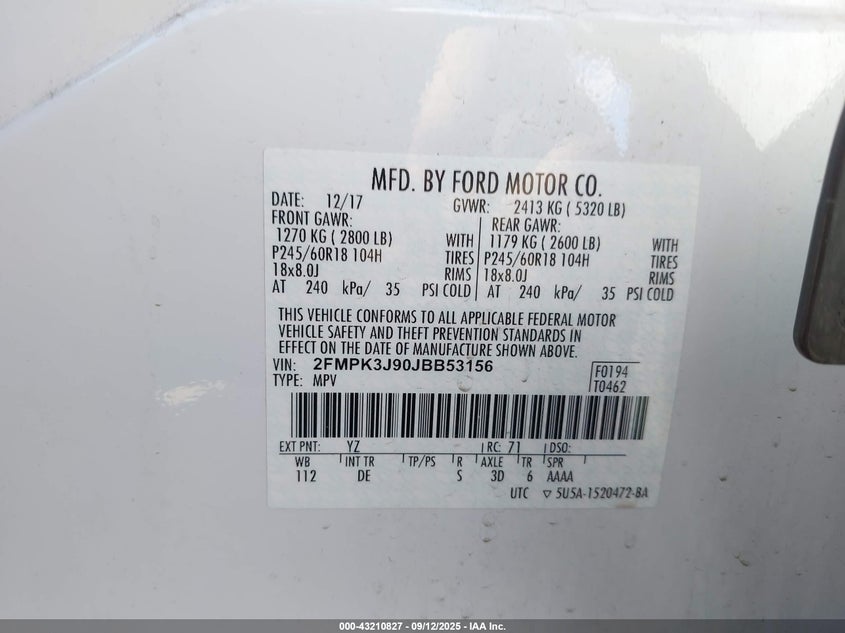 MFD. BY FORD MOTOR CO.
DATE: 12/17 GVWR: 2413 KG ( 5320 LB)
FRONT GAWR: REAR GAWR:
1270 KG ( 2800 LB) WITH 1179 KG ( 2600 LB) WITH
P245/60R18 104H TIRES P245/60R18 104H TIRES
18x8.0J RIMS 18x8.0J RIMS
AT 240 kPa/ 35 PSI COLD AT 240 kPa/ 35 PSI COLD
THIS VEHICLE CONFORMS TO ALL APPLICABLE FEDERAL MOTOR
VEHICLE SAFETY AND THEFT PREVENTION STANDARDS IN
EFFECT ON THE DATE OF MANUFACTURE SHOWN ABOVE.
VIN: 2FMPK3J90JBB53156 F0194
TYPE: MPV T0462
EXT PNT: YZ RC: 71 DSO:
WB INT TR TP/PS R AXLE TR SPR
112 DE S 3D 6 AAAA
UTC ▽ 5U5A-1520472-BA
000-43210827 - 09/12/2025 - IAA Inc.